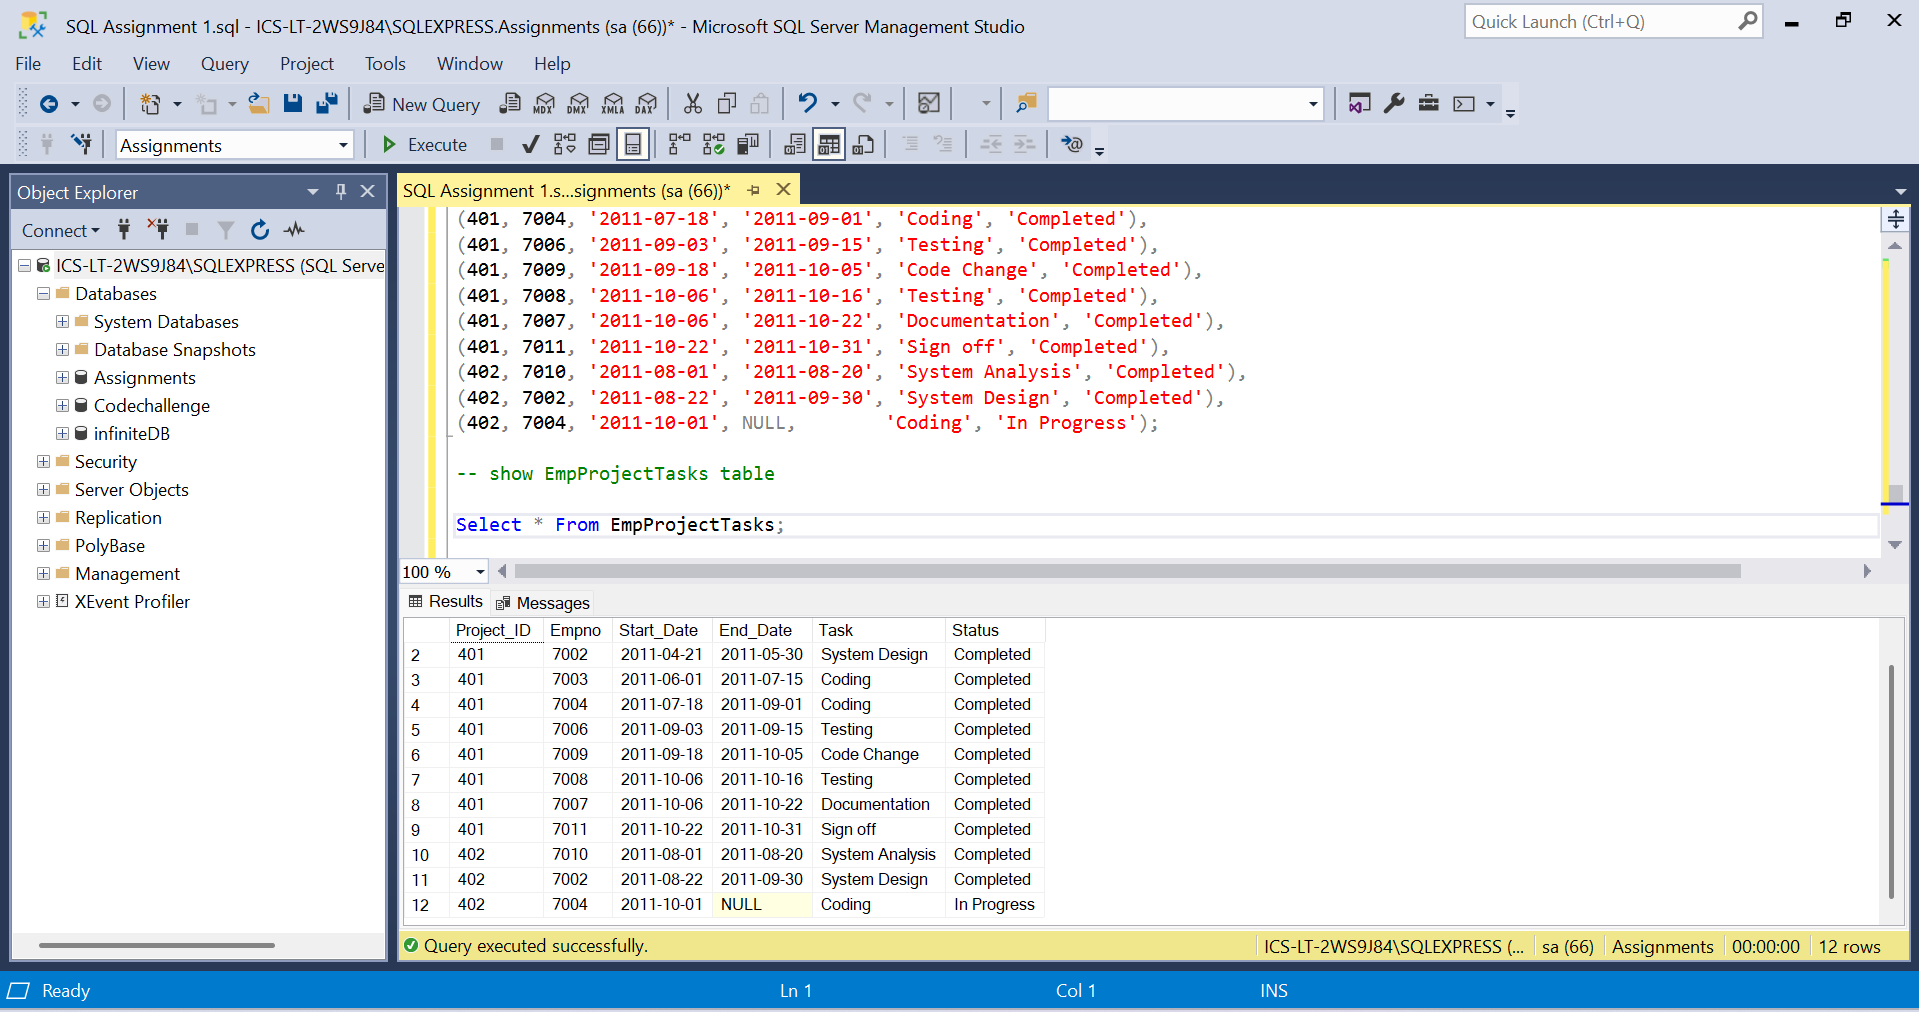 SQL Assignment 1.sql - ICS-LT-2WS9J84\SQLEXPRESS.Assignments (sa (66))* - Microsoft SQL Server Management Studio
Quick Launch (Ctrl+Q)
File Edit View Query Project Tools Window Help
New Query MDX DMX XMLA DAX
Assignments Execute
Object Explorer
Connect
ICS-LT-2WS9J84\SQLEXPRESS (SQL Serve
Databases
System Databases
Database Snapshots
Assignments
Codechallenge
infiniteDB
Security
Server Objects
Replication
PolyBase
Management
XEvent Profiler
SQL Assignment 1.s...signments (sa (66))*
(401, 7004, '2011-07-18', '2011-09-01', 'Coding', 'Completed'),
(401, 7006, '2011-09-03', '2011-09-15', 'Testing', 'Completed'),
(401, 7009, '2011-09-18', '2011-10-05', 'Code Change', 'Completed'),
(401, 7008, '2011-10-06', '2011-10-16', 'Testing', 'Completed'),
(401, 7007, '2011-10-06', '2011-10-22', 'Documentation', 'Completed'),
(401, 7011, '2011-10-22', '2011-10-31', 'Sign off', 'Completed'),
(402, 7010, '2011-08-01', '2011-08-20', 'System Analysis', 'Completed'),
(402, 7002, '2011-08-22', '2011-09-30', 'System Design', 'Completed'),
(402, 7004, '2011-10-01', NULL, 'Coding', 'In Progress');
-- show EmpProjectTasks table
Select * From EmpProjectTasks;
100 %
Results Messages
Project_ID Empno Start_Date End_Date Task Status
2 401 7002 2011-04-21 2011-05-30 System Design Completed
3 401 7003 2011-06-01 2011-07-15 Coding Completed
4 401 7004 2011-07-18 2011-09-01 Coding Completed
5 401 7006 2011-09-03 2011-09-15 Testing Completed
6 401 7009 2011-09-18 2011-10-05 Code Change Completed
7 401 7008 2011-10-06 2011-10-16 Testing Completed
8 401 7007 2011-10-06 2011-10-22 Documentation Completed
9 401 7011 2011-10-22 2011-10-31 Sign off Completed
10 402 7010 2011-08-01 2011-08-20 System Analysis Completed
11 402 7002 2011-08-22 2011-09-30 System Design Completed
12 402 7004 2011-10-01 NULL Coding In Progress
Query executed successfully. ICS-LT-2WS9J84\SQLEXPRESS (... sa (66) Assignments 00:00:00 12 rows
Ready Ln 1 Col 1 INS